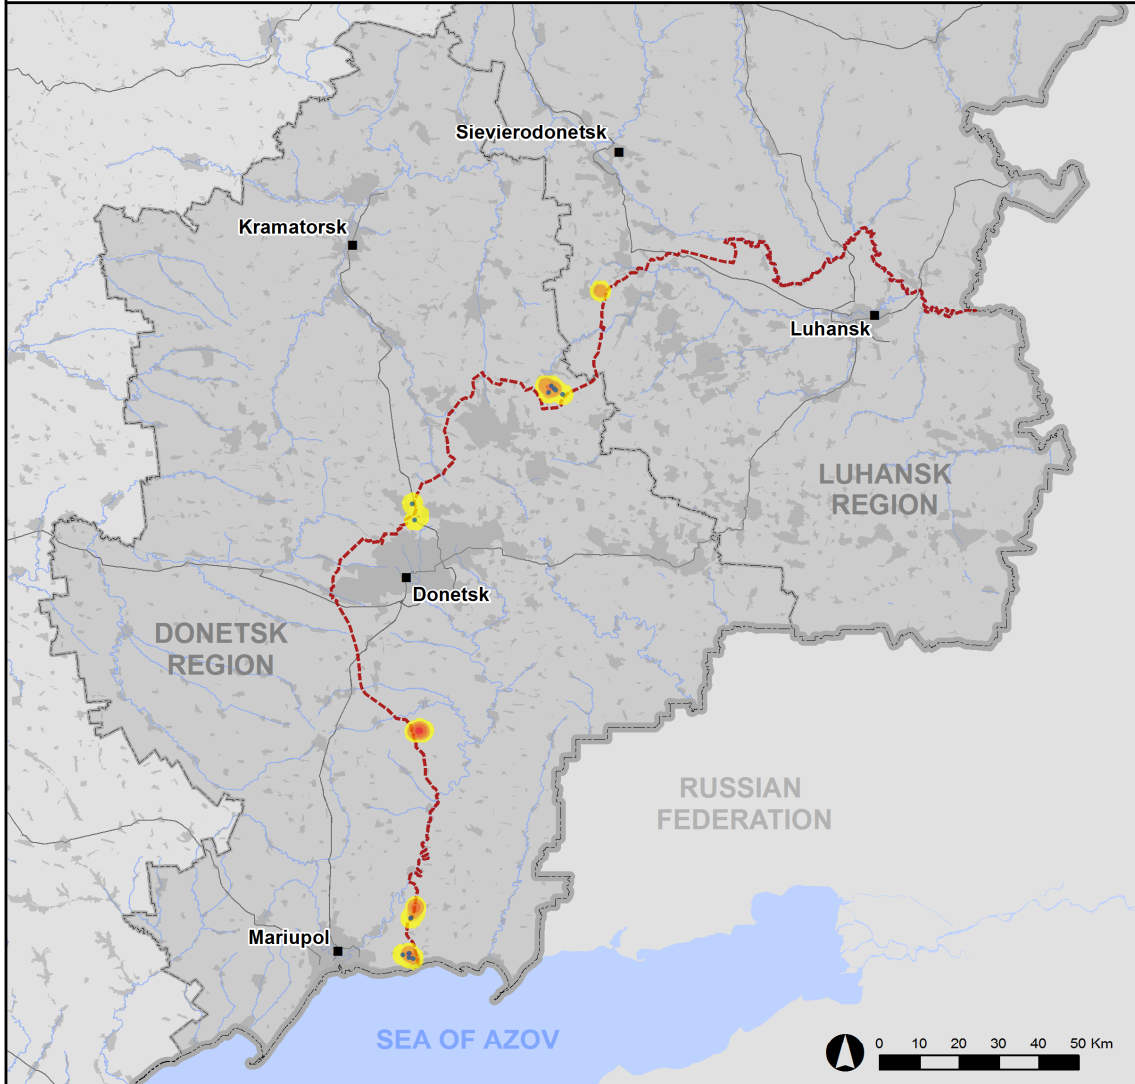 Sievierodonetsk
Kramatorsk
Luhansk
LUHANSK
REGION
Donetsk
DONETSK
REGION
RUSSIAN
FEDERATION
Mariupol
SEA OF AZOV
0 10 20 30 40 50 Km